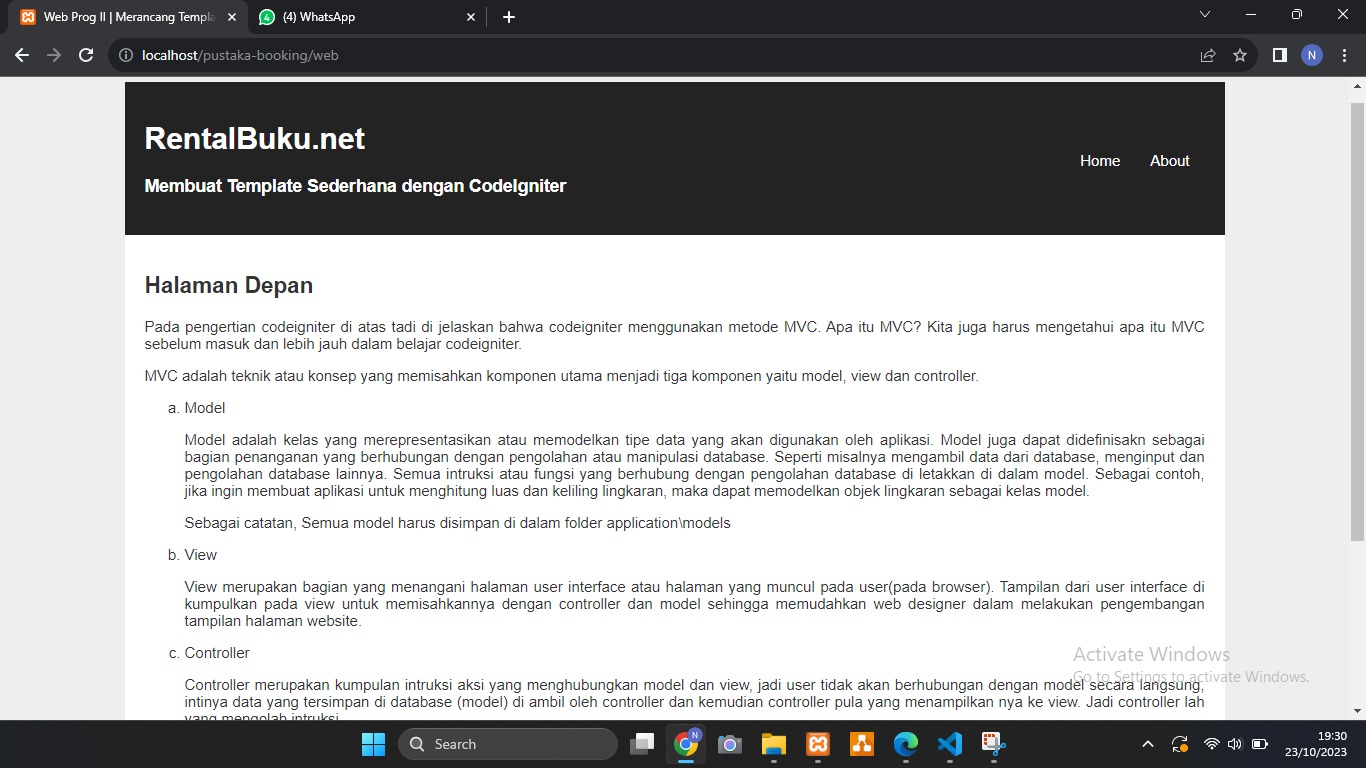 Web Prog II | Merancang Templa
(4) WhatsApp
localhost/pustaka-booking/web
N
RentalBuku.net
Home
About
Membuat Template Sederhana dengan CodeIgniter
Halaman Depan
Pada pengertian codeigniter di atas tadi di jelaskan bahwa codeigniter menggunakan metode MVC. Apa itu MVC? Kita juga harus mengetahui apa itu MVC
sebelum masuk dan lebih jauh dalam belajar codeigniter.
MVC adalah teknik atau konsep yang memisahkan komponen utama menjadi tiga komponen yaitu model, view dan controller.
a. Model
Model adalah kelas yang merepresentasikan atau memodelkan tipe data yang akan digunakan oleh aplikasi. Model juga dapat didefinisakn sebagai
bagian penanganan yang berhubungan dengan pengolahan atau manipulasi database. Seperti misalnya mengambil data dari database, menginput dan
pengolahan database lainnya. Semua intruksi atau fungsi yang berhubung dengan pengolahan database di letakkan di dalam model. Sebagai contoh,
jika ingin membuat aplikasi untuk menghitung luas dan keliling lingkaran, maka dapat memodelkan objek lingkaran sebagai kelas model.
Sebagai catatan, Semua model harus disimpan di dalam folder application\models
b. View
View merupakan bagian yang menangani halaman user interface atau halaman yang muncul pada user(pada browser). Tampilan dari user interface di
kumpulkan pada view untuk memisahkannya dengan controller dan model sehingga memudahkan web designer dalam melakukan pengembangan
tampilan halaman website.
c. Controller
Controller merupakan kumpulan intruksi aksi yang menghubungkan model dan view, jadi user tidak akan berhubungan dengan model secara langsung,
intinya data yang tersimpan di database (model) di ambil oleh controller dan kemudian controller pula yang menampilkan nya ke view. Jadi controller lah
yang mengolah intruksi.
Activate Windows
Go to Settings to activate Windows.
Search
N
19:30
23/10/2023